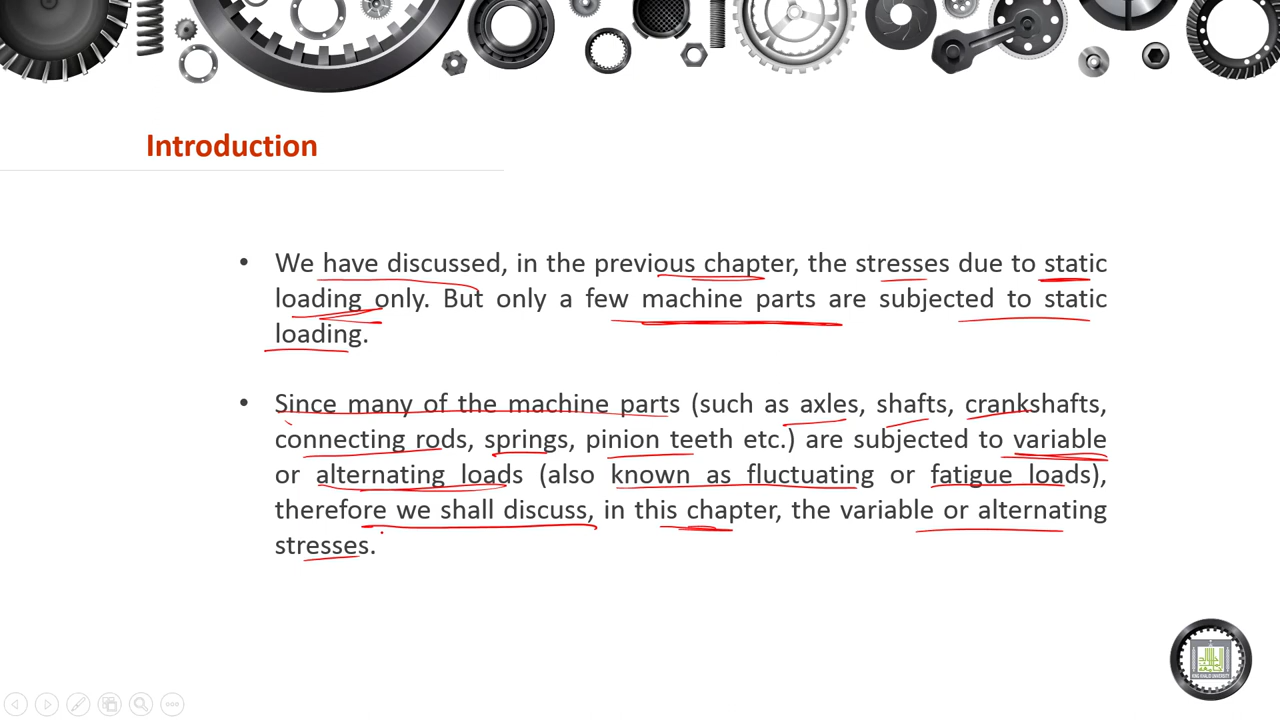 Introduction
• We have discussed, in the previous chapter, the stresses due to static
loading only. But only a few machine parts are subjected to static
loading.
• Since many of the machine parts (such as axles, shafts, crankshafts,
connecting rods, springs, pinion teeth etc.) are subjected to variable
or alternating loads (also known as fluctuating or fatigue loads),
therefore we shall discuss, in this chapter, the variable or alternating
stresses.
KING KHALID UNIVERSITY